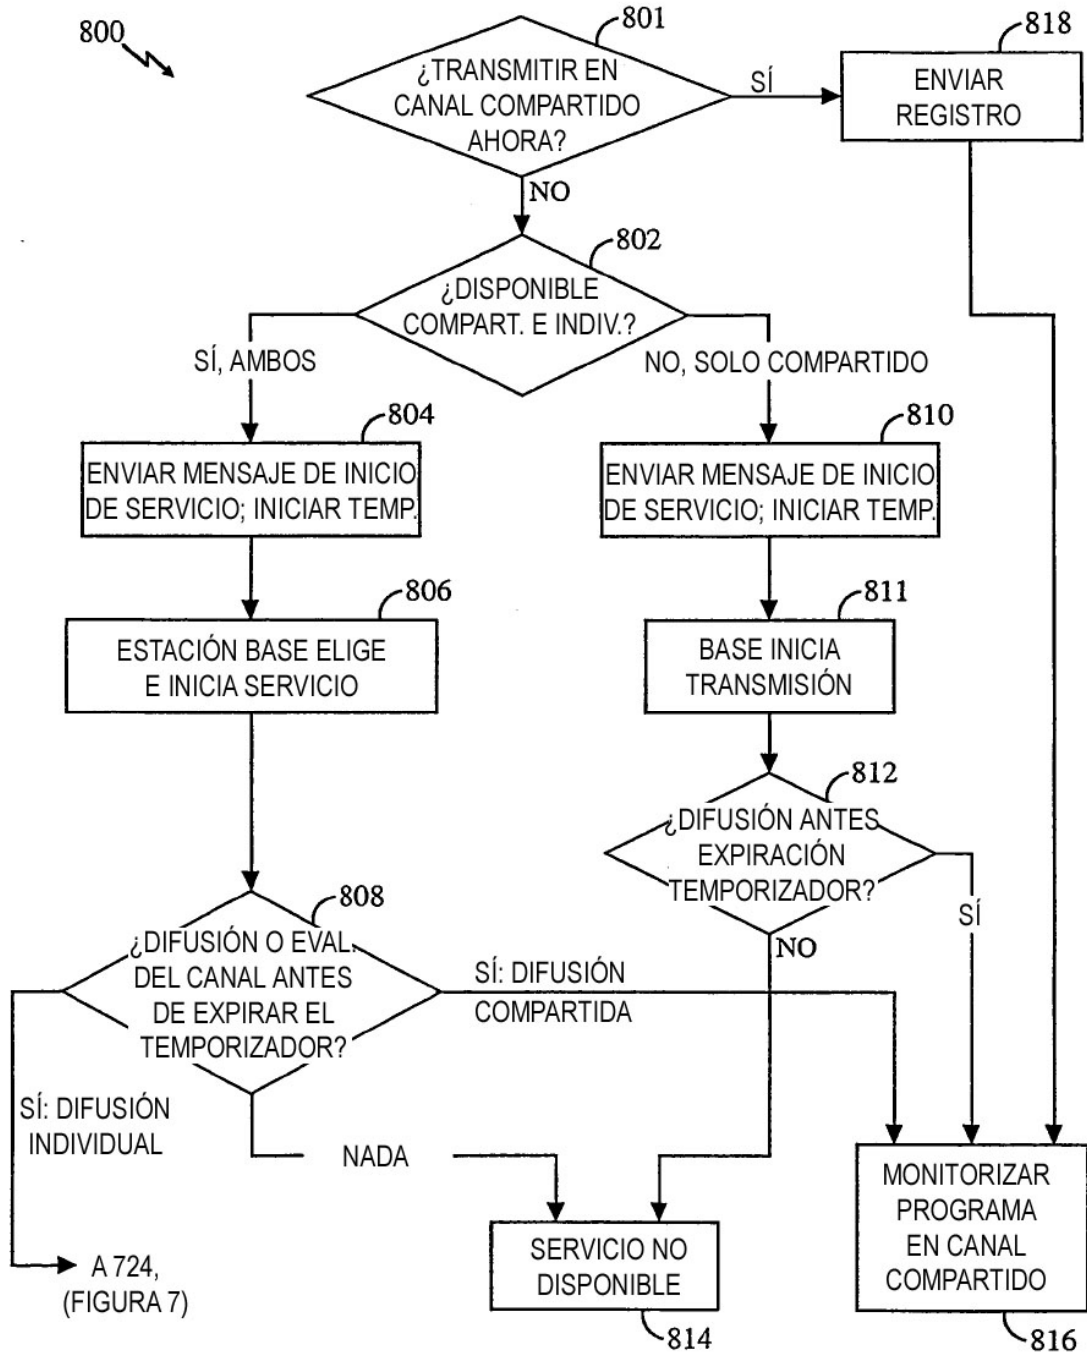 800
801
¿TRANSMITIR EN
CANAL COMPARTIDO
AHORA?
SÍ
818
ENVIAR
REGISTRO
NO
802
¿DISPONIBLE
COMPART. E INDIV.?
SÍ, AMBOS
NO, SOLO COMPARTIDO
804
ENVIAR MENSAJE DE INICIO
DE SERVICIO; INICIAR TEMP.
810
ENVIAR MENSAJE DE INICIO
DE SERVICIO; INICIAR TEMP.
806
ESTACIÓN BASE ELIGE
E INICIA SERVICIO
811
BASE INICIA
TRANSMISIÓN
812
¿DIFUSIÓN ANTES
EXPIRACIÓN
TEMPORIZADOR?
SÍ
NO
808
¿DIFUSIÓN O EVAL.
DEL CANAL ANTES
DE EXPIRAR EL
TEMPORIZADOR?
SÍ: DIFUSIÓN
COMPARTIDA
SÍ: DIFUSIÓN
INDIVIDUAL
NADA
A 724,
(FIGURA 7)
SERVICIO NO
DISPONIBLE
814
MONITORIZAR
PROGRAMA
EN CANAL
COMPARTIDO
816